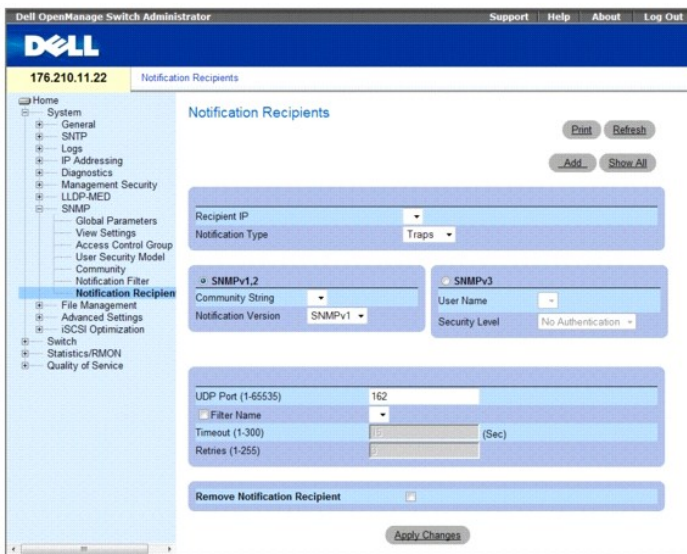 Dell OpenManage Switch Administrator
Support | Help | About | Log Out
DELL
176.210.11.22
Notification Recipients
Home
System
General
SNTP
Logs
IP Addressing
Diagnostics
Management Security
LLDP-MED
SNMP
Global Parameters
View Settings
Access Control Group
User Security Model
Community
Notification Filter
Notification Recipien
File Management
Advanced Settings
iSCSI Optimization
Switch
Statistics/RMON
Quality of Service
Notification Recipients
Print Refresh
Add Show All
Recipient IP
Notification Type Traps
SNMPv1,2
Community String
Notification Version SNMPv1
SNMPv3
User Name
Security Level No Authentication
UDP Port (1-65535) 162
Filter Name
Timeout (1-300) (Sec)
Retries (1-255)
Remove Notification Recipient
Apply Changes